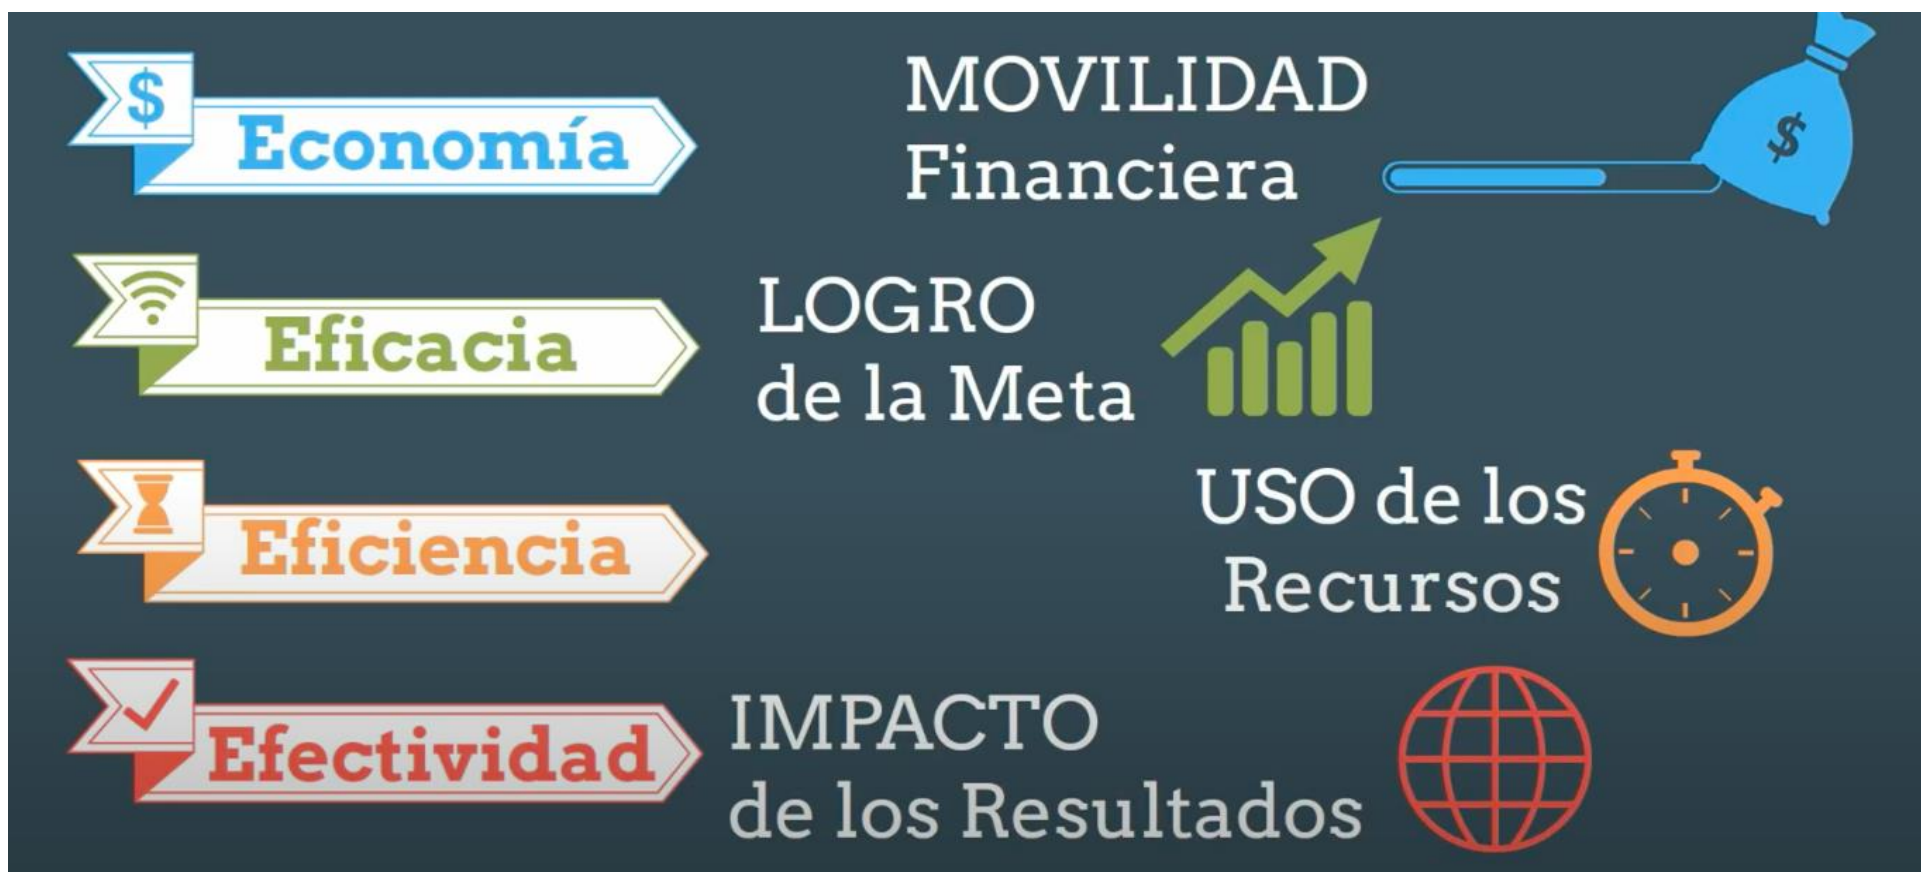 $ Economía
MOVILIDAD
Financiera
$
Eficacia
LOGRO
de la Meta
Eficiencia
USO de los
Recursos
Efectividad
IMPACTO
de los Resultados